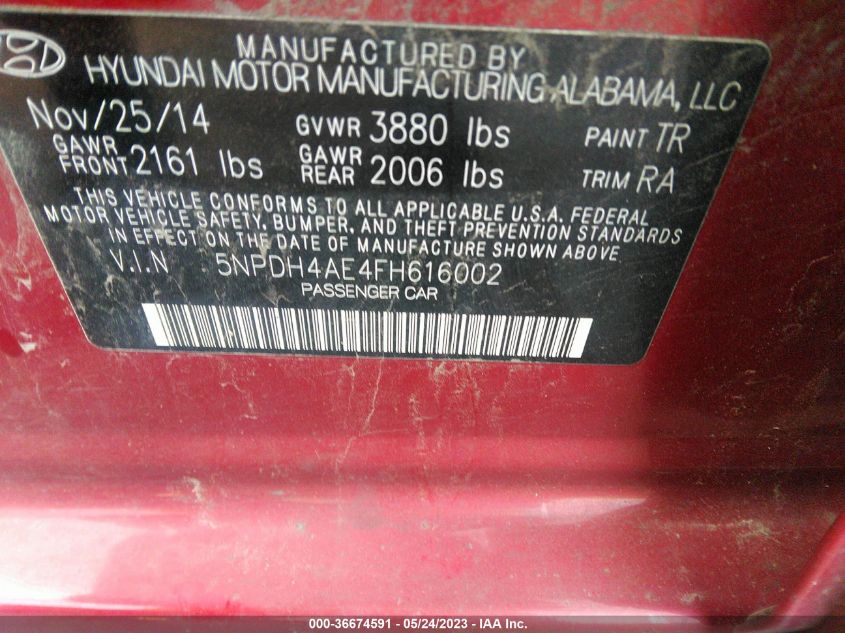 MANUFACTURED BY
HYUNDAI MOTOR MANUFACTURING ALABAMA, LLC
Nov/25/14 GVWR 3880 lbs PAINT TR
GAWR FRONT 2161 lbs GAWR REAR 2006 lbs TRIM RA
THIS VEHICLE CONFORMS TO ALL APPLICABLE U.S.A. FEDERAL
MOTOR VEHICLE SAFETY, BUMPER, AND THEFT PREVENTION STANDARDS
IN EFFECT ON THE DATE OF MANUFACTURE SHOWN ABOVE.
V.I.N 5NPDH4AE4FH616002
PASSENGER CAR
000-36674591 - 05/24/2023 - IAA Inc.